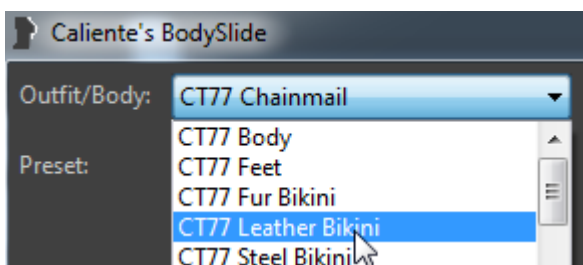 Caliente's BodySlide
Outfit/Body: CT77 Chainmail
CT77 Body
Preset: CT77 Feet
CT77 Fur Bikini
CT77 Leather Bikini
CT77 Steel Bikini